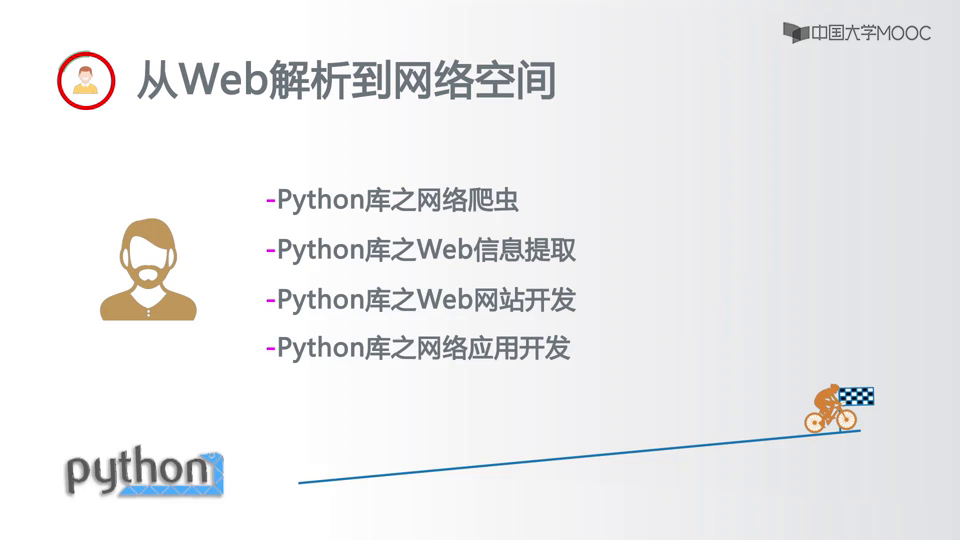 中国大学MOOC
从Web解析到网络空间
-Python库之网络爬虫
-Python库之Web信息提取
-Python库之Web网站开发
-Python库之网络应用开发
python